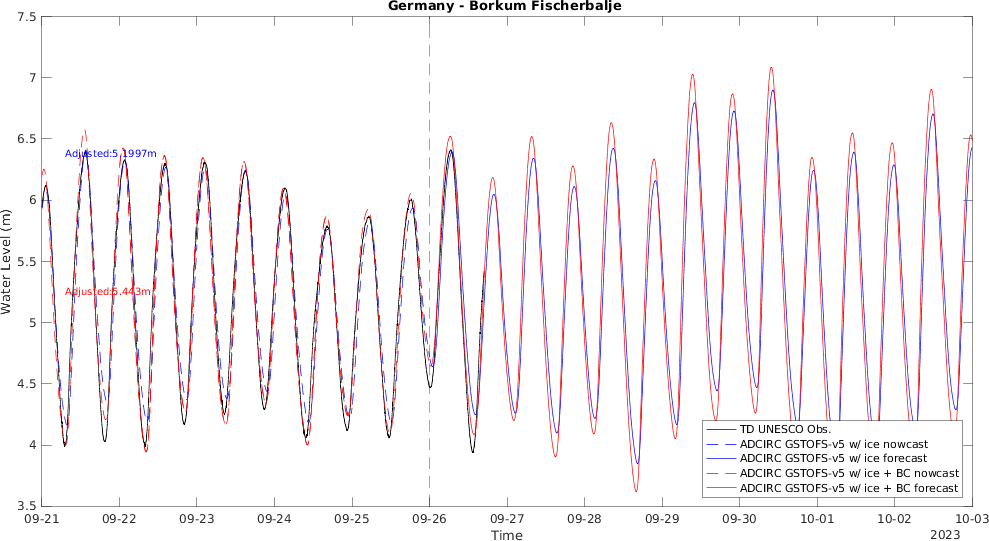 Germany - Borkum Fischerbalje
7.5
7
6.5
6
5.5
5
4.5
4
3.5
Water Level (m)
Adjusted:5.1997m
Adjusted:5.443m
TD UNESCO Obs.
ADCIRC GSTOFS-v5 w/ ice nowcast
ADCIRC GSTOFS-v5 w/ ice forecast
ADCIRC GSTOFS-v5 w/ ice + BC nowcast
ADCIRC GSTOFS-v5 w/ ice + BC forecast
09-21 09-22 09-23 09-24 09-25 09-26 09-27 09-28 09-29 09-30 10-01 10-02 10-03
Time
2023